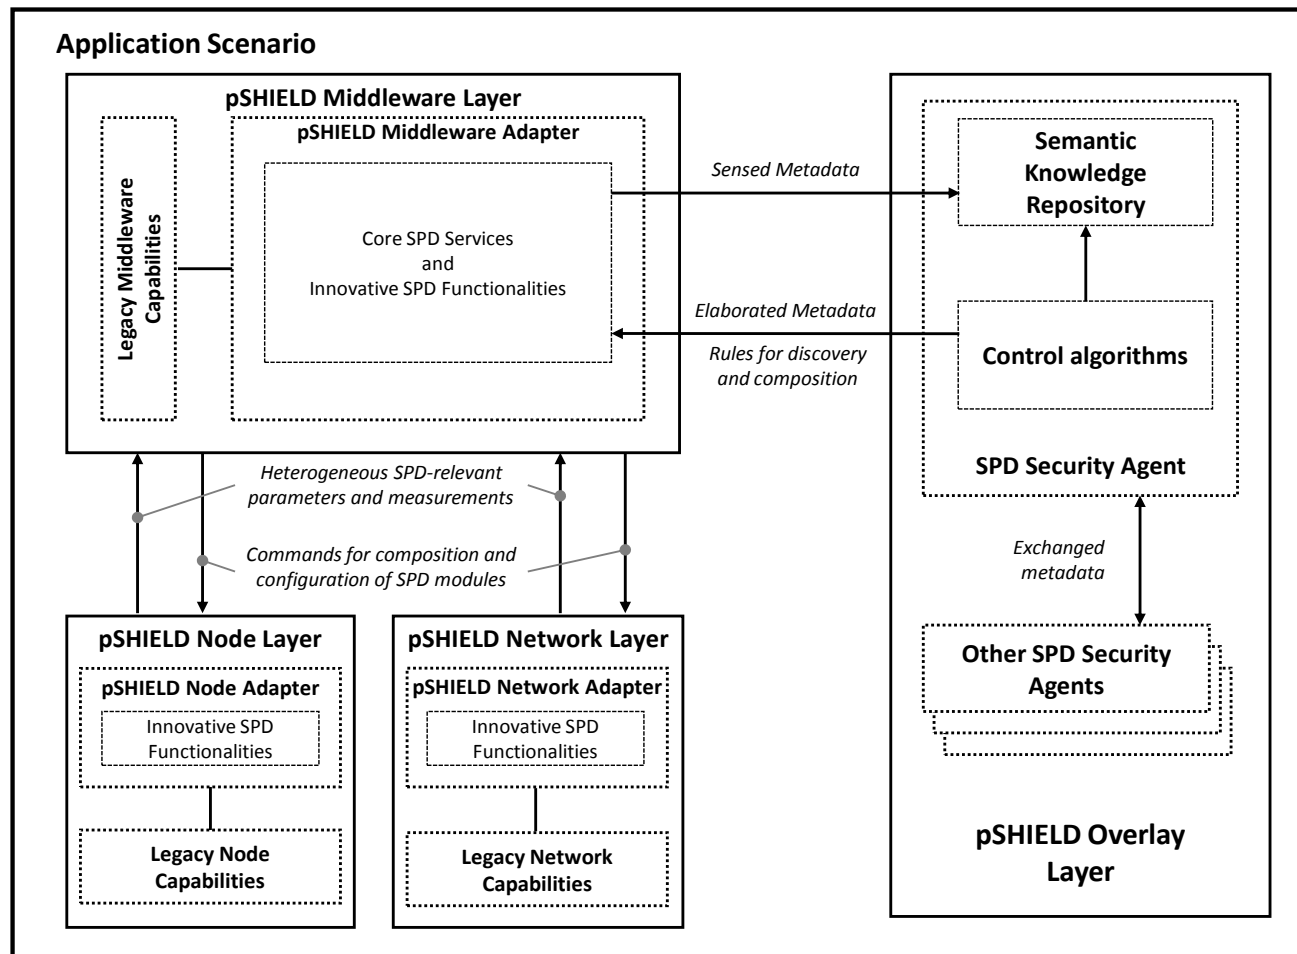 Application Scenario
pSHIELD Middleware Layer
pSHIELD Middleware Adapter
Legacy Middleware
Capabilities
Core SPD Services
and
Innovative SPD Functionalities
Sensed Metadata
Elaborated Metadata
Rules for discovery
and composition
Semantic
Knowledge
Repository
Control algorithms
SPD Security Agent
Exchanged
metadata
Other SPD Security
Agents
pSHIELD Overlay
Layer
Heterogeneous SPD-relevant
parameters and measurements
Commands for composition and
configuration of SPD modules
pSHIELD Node Layer
pSHIELD Node Adapter
Innovative SPD
Functionalities
Legacy Node
Capabilities
pSHIELD Network Layer
pSHIELD Network Adapter
Innovative SPD
Functionalities
Legacy Network
Capabilities